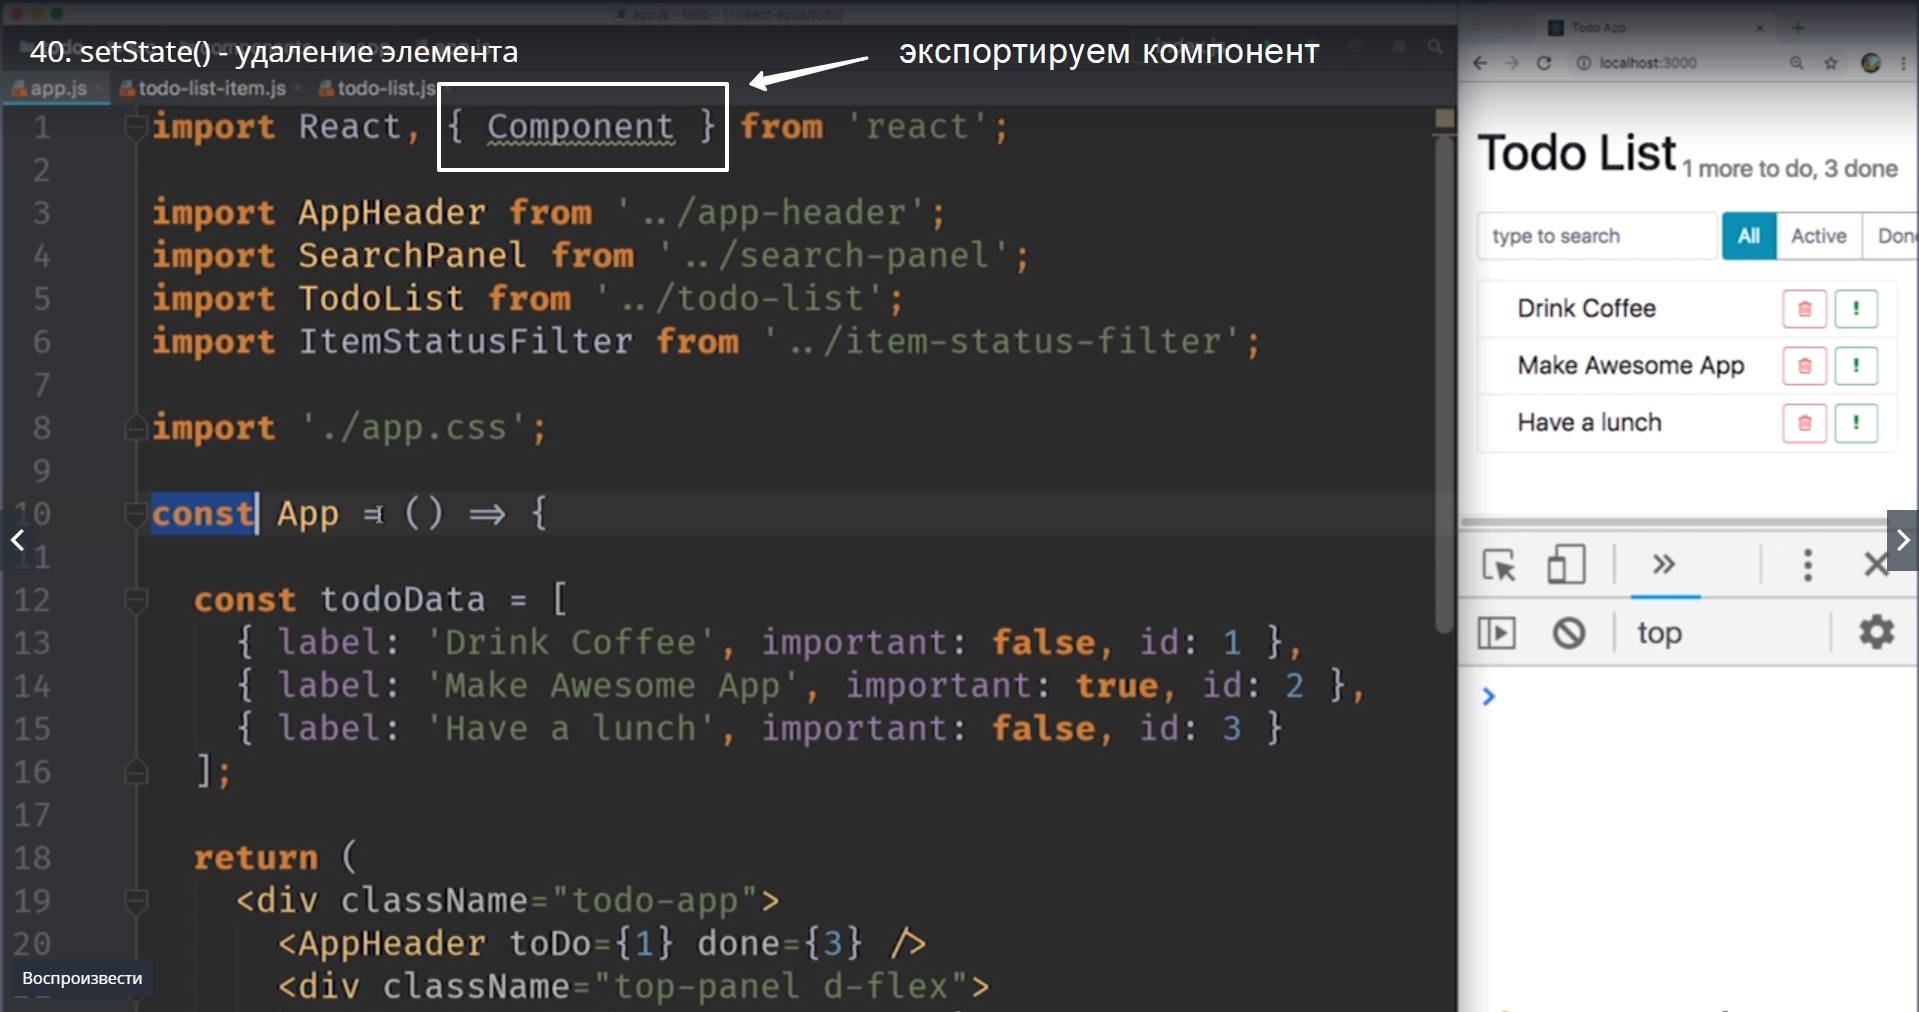 app.js - todo - [~/react-apps/todo]
40. setState() - удаление элемента
экспортируем компонент
app.js
todo-list-item.js
todo-list.js
1 import React, { Component } from 'react';
2
3 import AppHeader from '../app-header';
4 import SearchPanel from '../search-panel';
5 import TodoList from '../todo-list';
6 import ItemStatusFilter from '../item-status-filter';
7
8 import './app.css';
9
10 const App = () => {
11
12 const todoData = [
13 { label: 'Drink Coffee', important: false, id: 1 },
14 { label: 'Make Awesome App', important: true, id: 2 },
15 { label: 'Have a lunch', important: false, id: 3 }
16 ];
17
18 return (
19 <div className="todo-app">
20 <AppHeader toDo={1} done={3} />
<div className="top-panel d-flex">
Воспроизвести
Todo App
localhost:3000
Todo List 1 more to do, 3 done
type to search
All
Active
Drink Coffee
Make Awesome App
Have a lunch
top